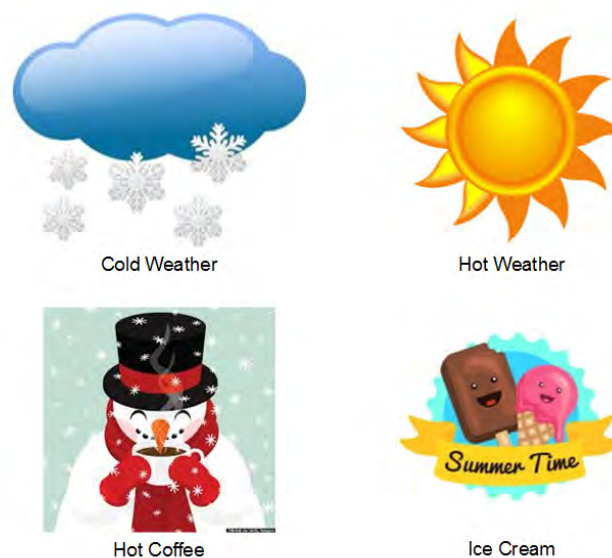 Cold Weather
Hot Weather
Summer Time
Hot Coffee
Ice Cream